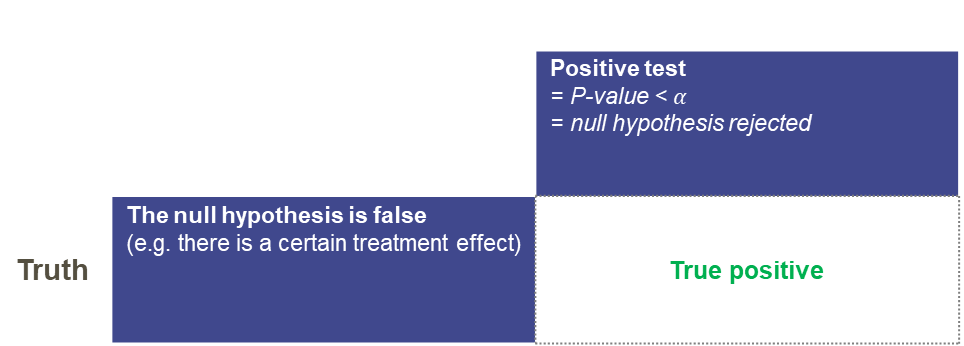 Positive test
= P-value < α
= null hypothesis rejected
The null hypothesis is false
(e.g. there is a certain treatment effect)
Truth
True positive